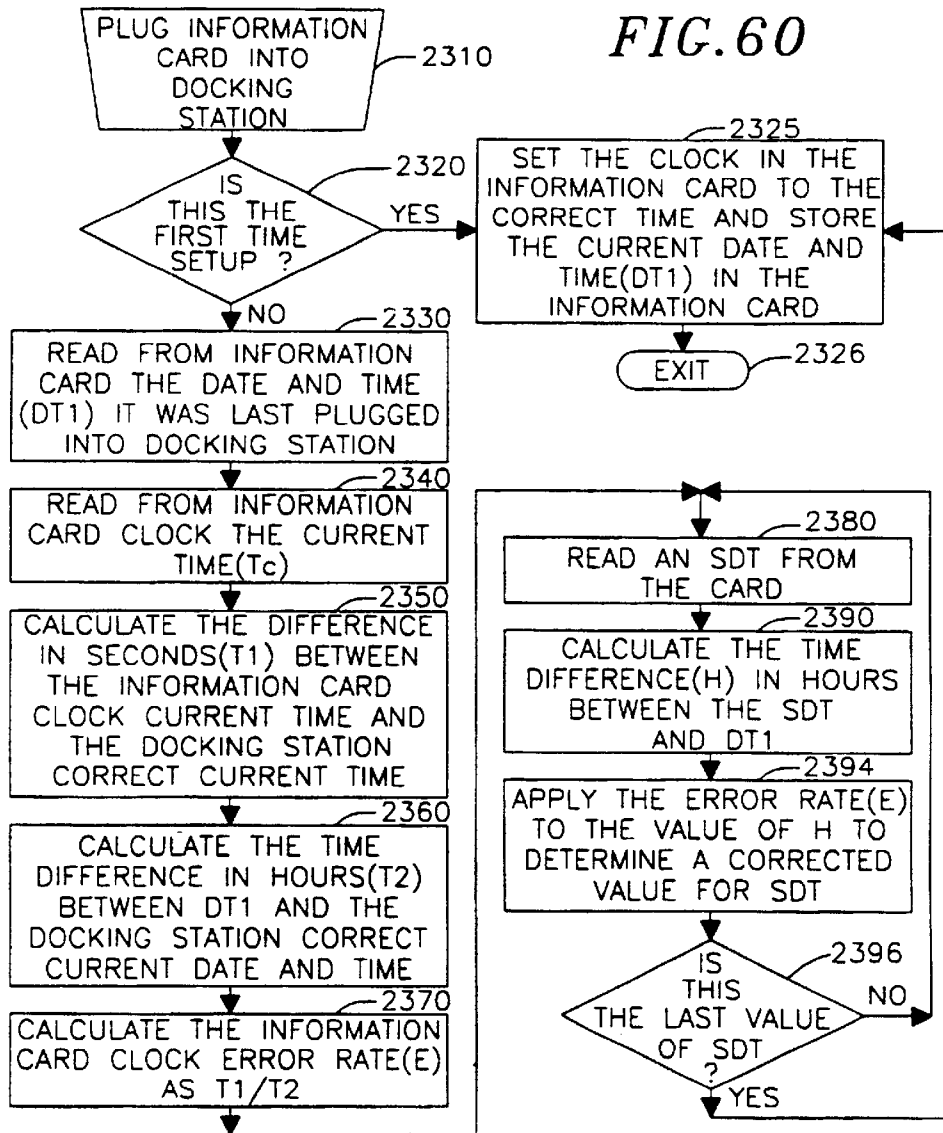 FIG.60
PLUG INFORMATION
CARD INTO
DOCKING
STATION
2310
IS
THIS THE
FIRST TIME
SETUP ?
2320
YES
NO
2325
SET THE CLOCK IN THE
INFORMATION CARD TO THE
CORRECT TIME AND STORE
THE CURRENT DATE AND
TIME(DT1) IN THE
INFORMATION CARD
EXIT
2326
2330
READ FROM INFORMATION
CARD THE DATE AND TIME
(DT1) IT WAS LAST PLUGGED
INTO DOCKING STATION
2340
READ FROM INFORMATION
CARD CLOCK THE CURRENT
TIME(Tc)
2350
CALCULATE THE DIFFERENCE
IN SECONDS(T1) BETWEEN
THE INFORMATION CARD
CLOCK CURRENT TIME AND
THE DOCKING STATION
CORRECT CURRENT TIME
2360
CALCULATE THE TIME
DIFFERENCE IN HOURS(T2)
BETWEEN DT1 AND THE
DOCKING STATION CORRECT
CURRENT DATE AND TIME
2370
CALCULATE THE INFORMATION
CARD CLOCK ERROR RATE(E)
AS T1/T2
2380
READ AN SDT FROM
THE CARD
2390
CALCULATE THE TIME
DIFFERENCE(H) IN HOURS
BETWEEN THE SDT
AND DT1
2394
APPLY THE ERROR RATE(E)
TO THE VALUE OF H TO
DETERMINE A CORRECTED
VALUE FOR SDT
2396
IS
THIS
THE LAST VALUE
OF SDT
?
NO
YES